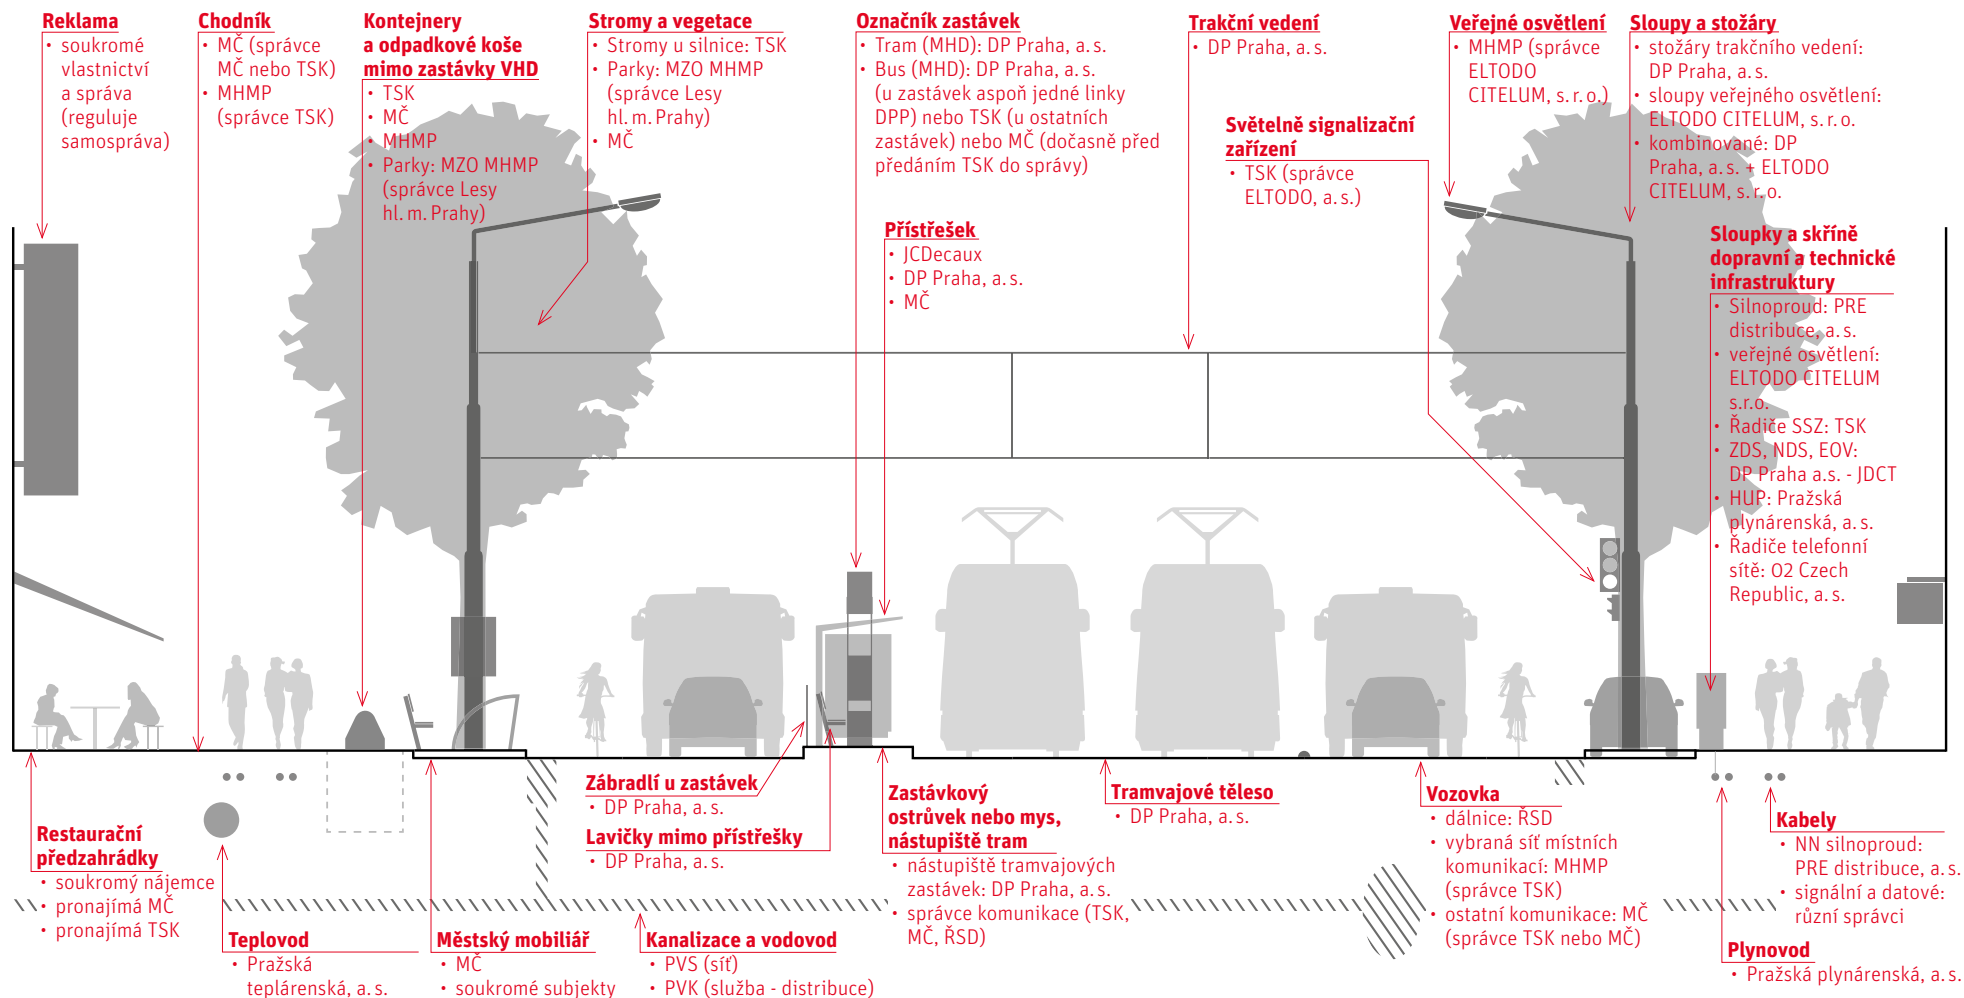 Reklama
• soukromé
vlastnictví
a správa
(reguluje
samospráva)
Chodník
• MČ (správce
MČ nebo TSK)
• MHMP
(správce TSK)
Kontejnery
a odpadkové koše
mimo zastávky VHD
• TSK
• MČ
• MHMP
• Parky: MZO MHMP
(správce Lesy
hl. m. Prahy)
Stromy a vegetace
• Stromy u silnice: TSK
• Parky: MZO MHMP
(správce Lesy
hl. m. Prahy)
• MČ
Označník zastávek
• Tram (MHD): DP Praha, a. s.
• Bus (MHD): DP Praha, a. s.
(u zastávek aspoň jedné linky
DPP) nebo TSK (u ostatních
zastávek) nebo MČ (dočasně před
předáním TSK do správy)
Přístřešek
• JCDecaux
• DP Praha, a. s.
• MČ
Trakční vedení
• DP Praha, a. s.
Světelně signalizační
zařízení
• TSK (správce
ELTODO, a. s.)
Veřejné osvětlení
• MHMP (správce
ELTODO
CITELUM, s. r. o.)
Sloupy a stožáry
• stožáry trakčního vedení:
DP Praha, a. s.
• sloupy veřejného osvětlení:
ELTODO CITELUM, s. r. o.
• kombinované: DP
Praha, a. s. + ELTODO
CITELUM, s. r. o.
Sloupky a skříně
dopravní a technické
infrastruktury
• Silnoproud: PRE
distribuce, a. s.
• veřejné osvětlení:
ELTODO CITELUM
s.r.o.
• Řadiče SSZ: TSK
• ZDS, NDS, EOV:
DP Praha a.s. - JDCT
• HUP: Pražská
plynárenská, a. s.
• Řadiče telefonní
sítě: O2 Czech
Republic, a. s.
Restaurační
předzahrádky
• soukromý nájemce
• pronajímá MČ
• pronajímá TSK
Teplovod
• Pražská
teplárenská, a. s.
Městský mobiliář
• MČ
• soukromé subjekty
Zábradlí u zastávek
• DP Praha, a. s.
Lavičky mimo přístřešky
• DP Praha, a. s.
Kanalizace a vodovod
• PVS (síť)
• PVK (služba - distribuce)
Zastávkový
ostrůvek nebo mys,
nástupiště tram
• nástupiště tramvajových
zastávek: DP Praha, a. s.
• správce komunikace (TSK,
MČ, ŘSD)
Tramvajové těleso
• DP Praha, a. s.
Vozovka
• dálnice: ŘSD
• vybraná síť místních
komunikací: MHMP
(správce TSK)
• ostatní komunikace: MČ
(správce TSK nebo MČ)
Kabely
• NN silnoproud:
PRE distribuce, a. s.
• signální a datové:
různí správci
Plynovod
• Pražská plynárenská, a. s.